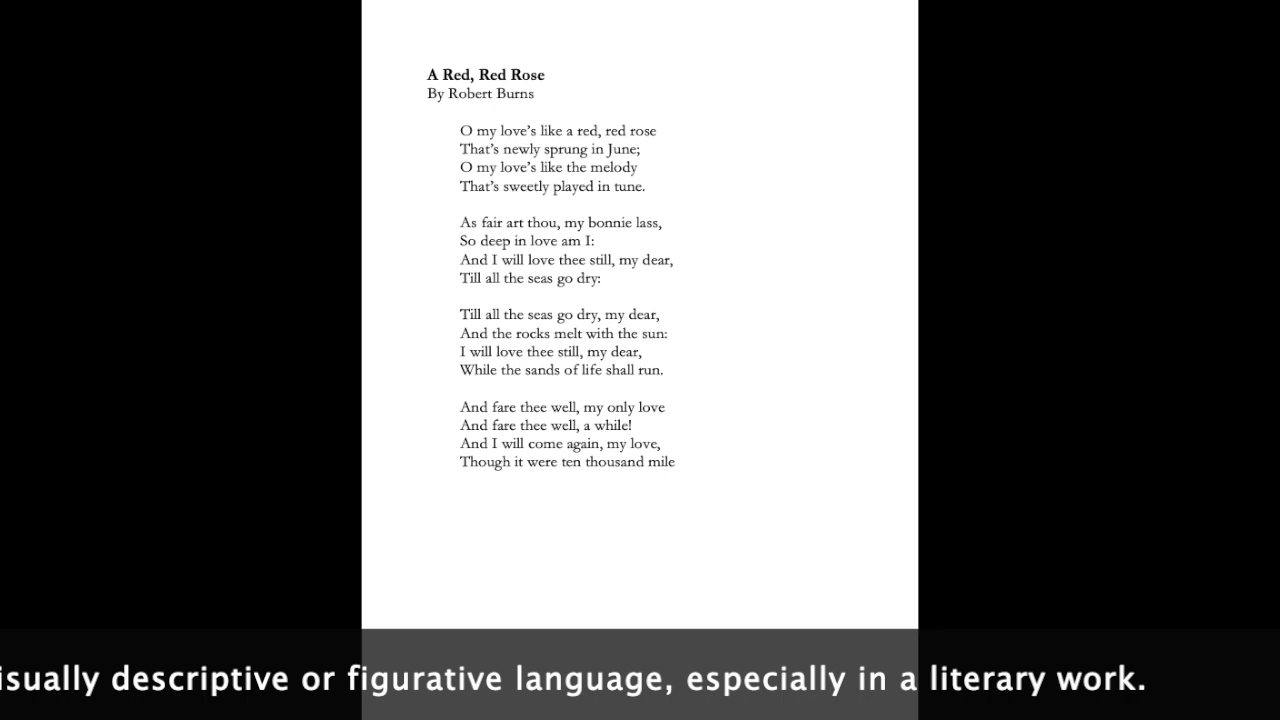 A Red, Red Rose
By Robert Burns
O my love’s like a red, red rose
That’s newly sprung in June;
O my love’s like the melody
That’s sweetly played in tune.
As fair art thou, my bonnie lass,
So deep in love am I:
And I will love thee still, my dear,
Till all the seas go dry:
Till all the seas go dry, my dear,
And the rocks melt with the sun:
I will love thee still, my dear,
While the sands of life shall run.
And fare thee well, my only love
And fare thee well, a while!
And I will come again, my love,
Though it were ten thousand mile
isually descriptive or figurative language, especially in a literary work.